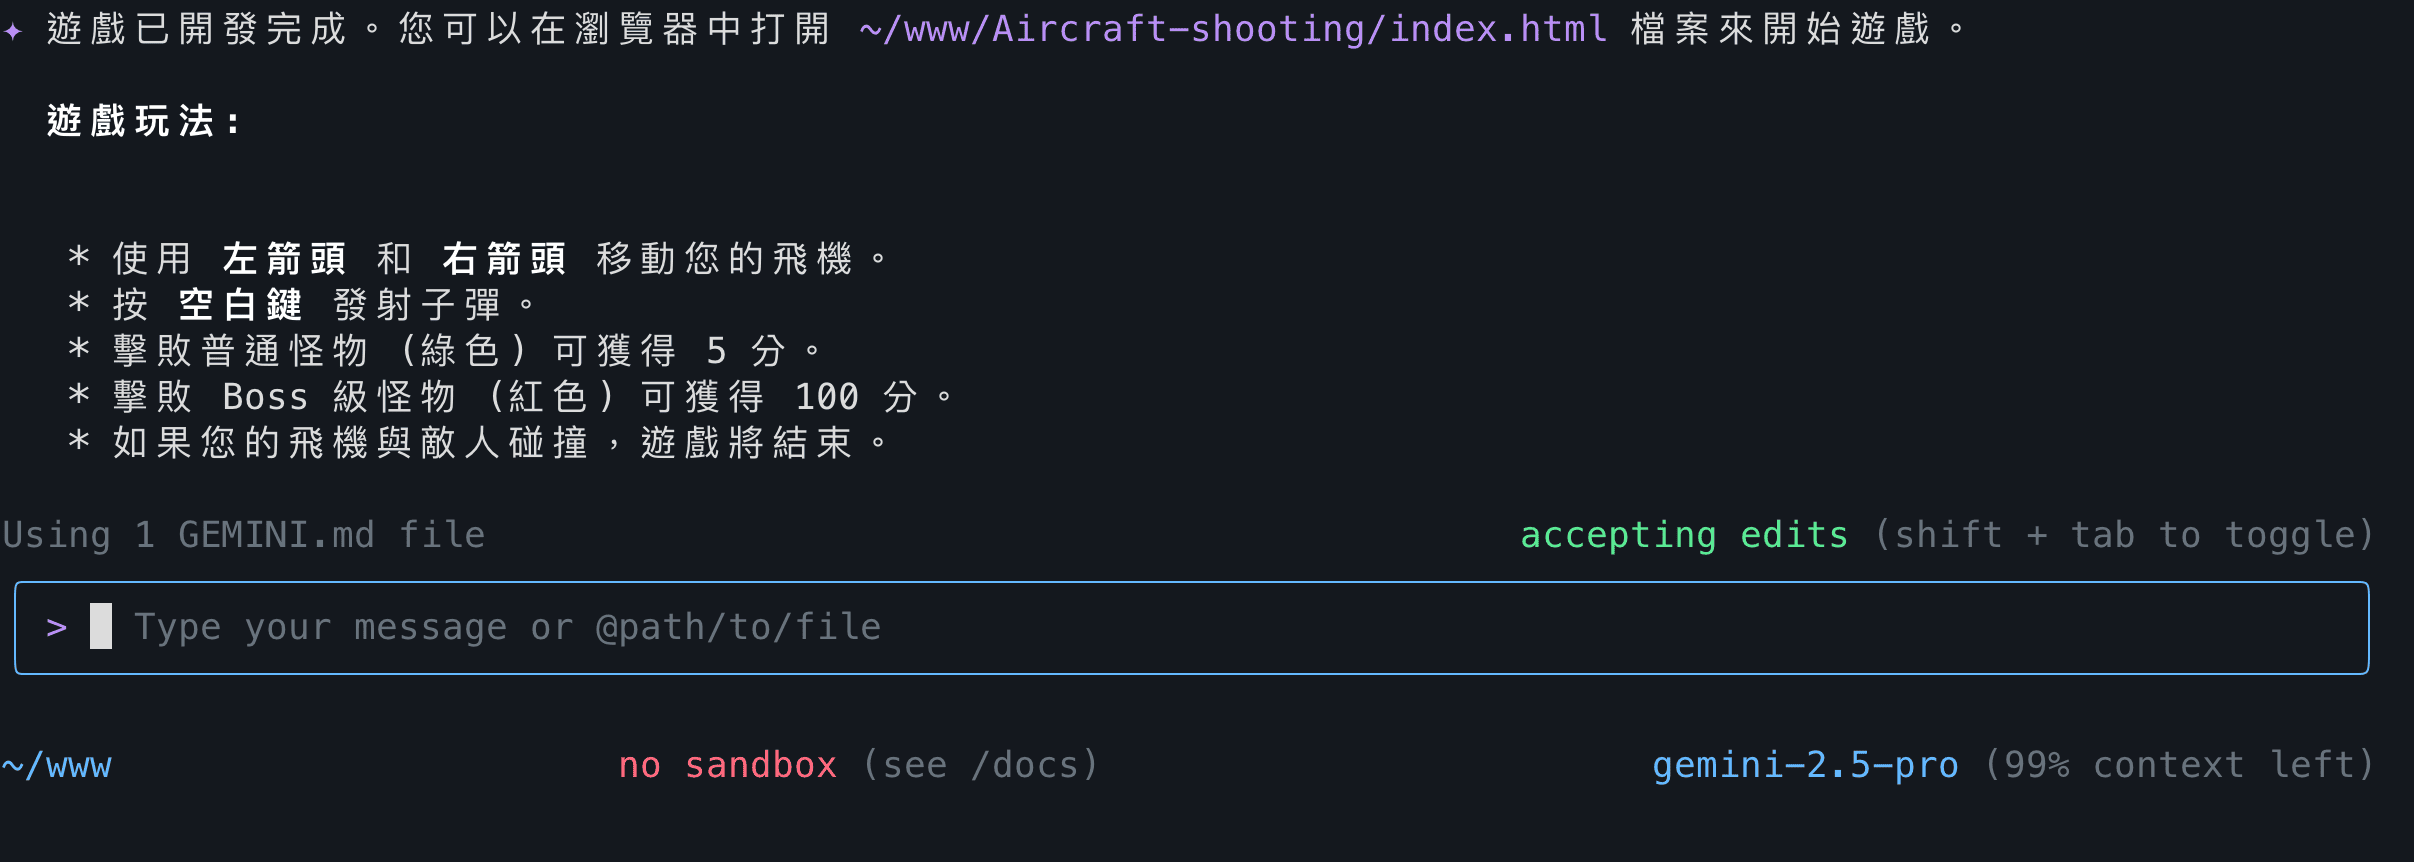 ✦ 遊戲已開發完成。您可以在瀏覽器中打開 ~/www/Aircraft-shooting/index.html 檔案來開始遊戲。
遊戲玩法:
* 使用 左箭頭 和 右箭頭 移動您的飛機。
* 按 空白鍵 發射子彈。
* 擊敗普通怪物 (綠色) 可獲得 5 分。
* 擊敗 Boss 級怪物 (紅色) 可獲得 100 分。
* 如果您的飛機與敵人碰撞，遊戲將結束。
Using 1 GEMINI.md file accepting edits (shift + tab to toggle)
> Type your message or @path/to/file
~/www no sandbox (see /docs) gemini-2.5-pro (99% context left)